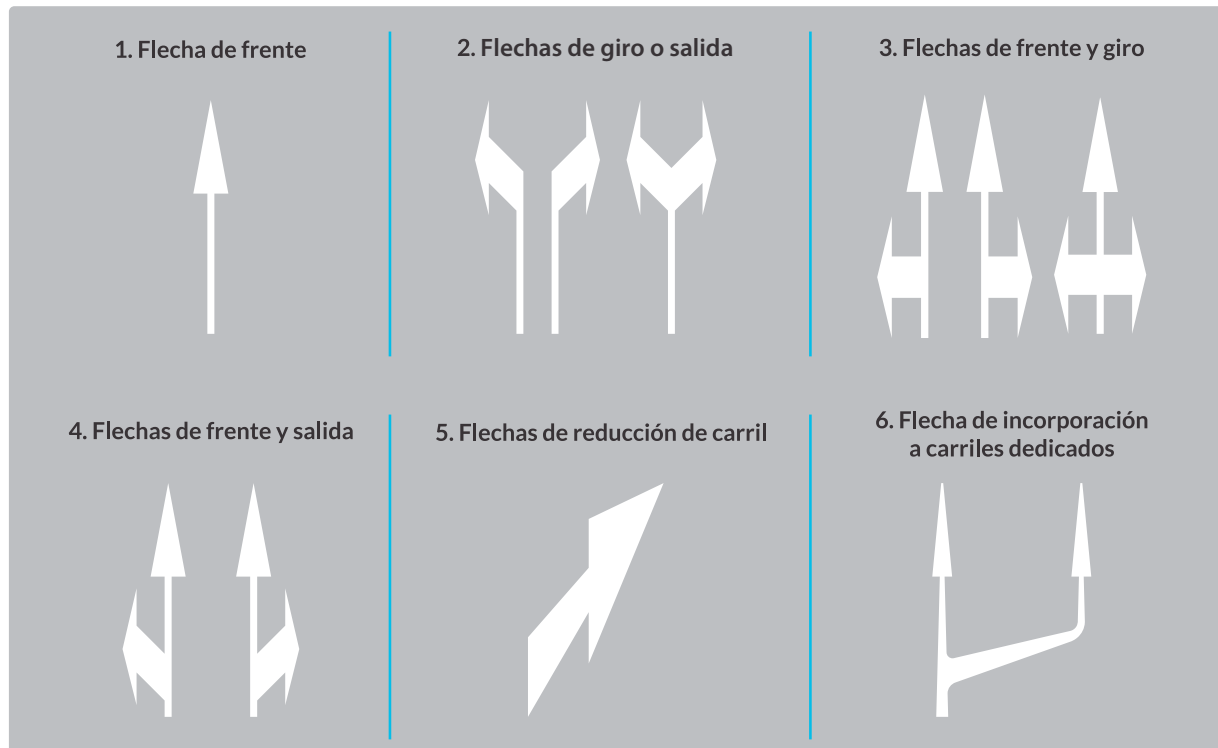 1. Flecha de frente
2. Flechas de giro o salida
3. Flechas de frente y giro
4. Flechas de frente y salida
5. Flechas de reducción de carril
6. Flecha de incorporación
a carriles dedicados